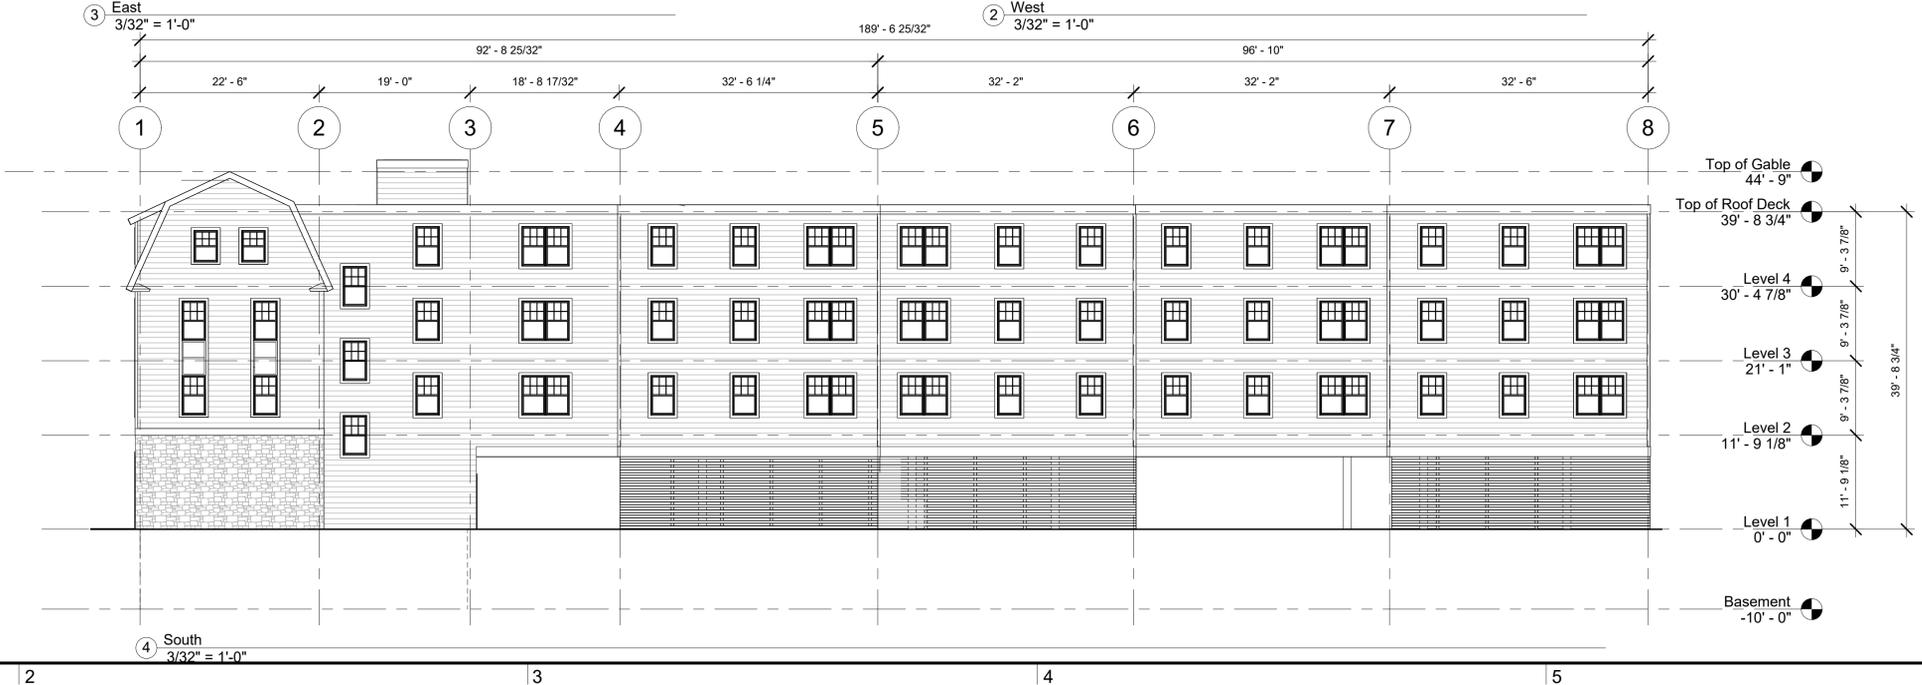 3 East
3/32" = 1'-0"
2 West
3/32" = 1'-0"
189' - 6 25/32"
92' - 8 25/32"
96' - 10"
22' - 6"
19' - 0"
18' - 8 17/32"
32' - 6 1/4"
32' - 2"
32' - 2"
32' - 6"
1
2
3
4
5
6
7
8
Top of Gable
44' - 9"
Top of Roof Deck
39' - 8 3/4"
9' - 3 7/8"
Level 4
30' - 4 7/8"
9' - 3 7/8"
Level 3
21' - 1"
39' - 8 3/4"
9' - 3 7/8"
Level 2
11' - 9 1/8"
11' - 9 1/8"
Level 1
0' - 0"
Basement
-10' - 0"
4 South
3/32" = 1'-0"
2
3
4
5